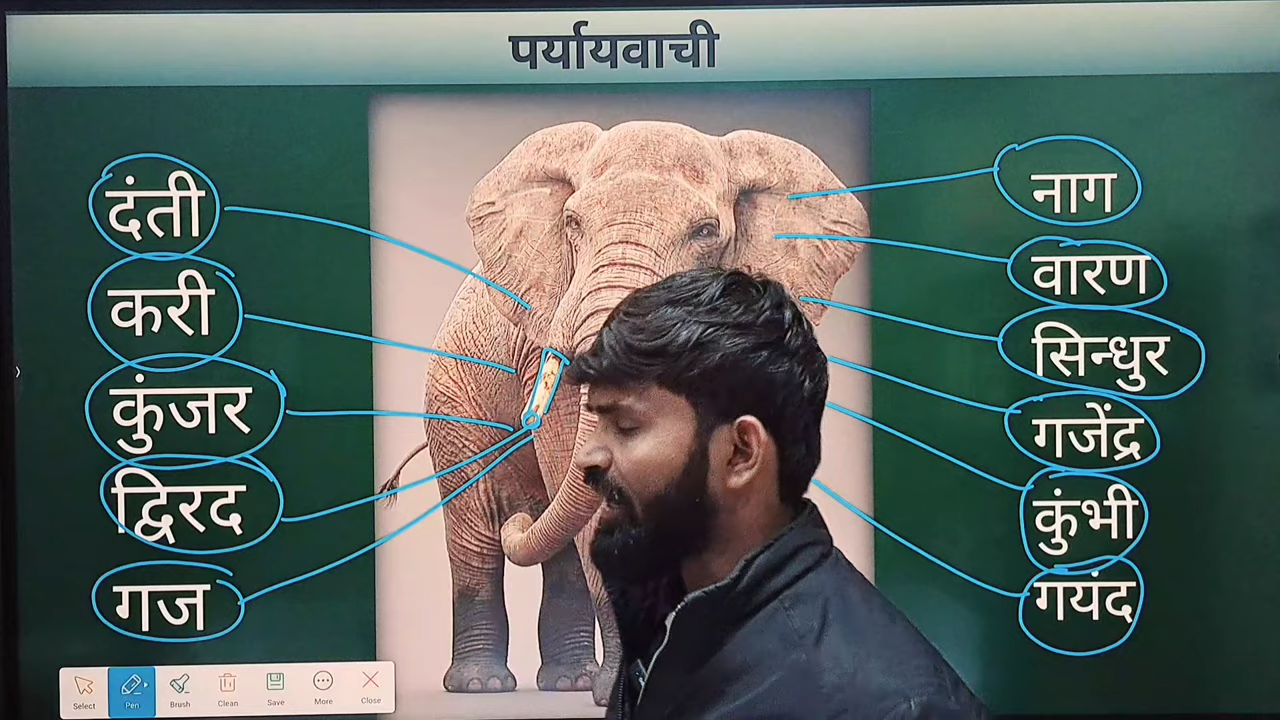 पर्यायवाची
दंती
करी
कुंजर
द्विरद
गज
नाग
वारण
सिन्धुर
गजेंद्र
कुंभी
गयंद
Select Pen Brush Clean Save More Close